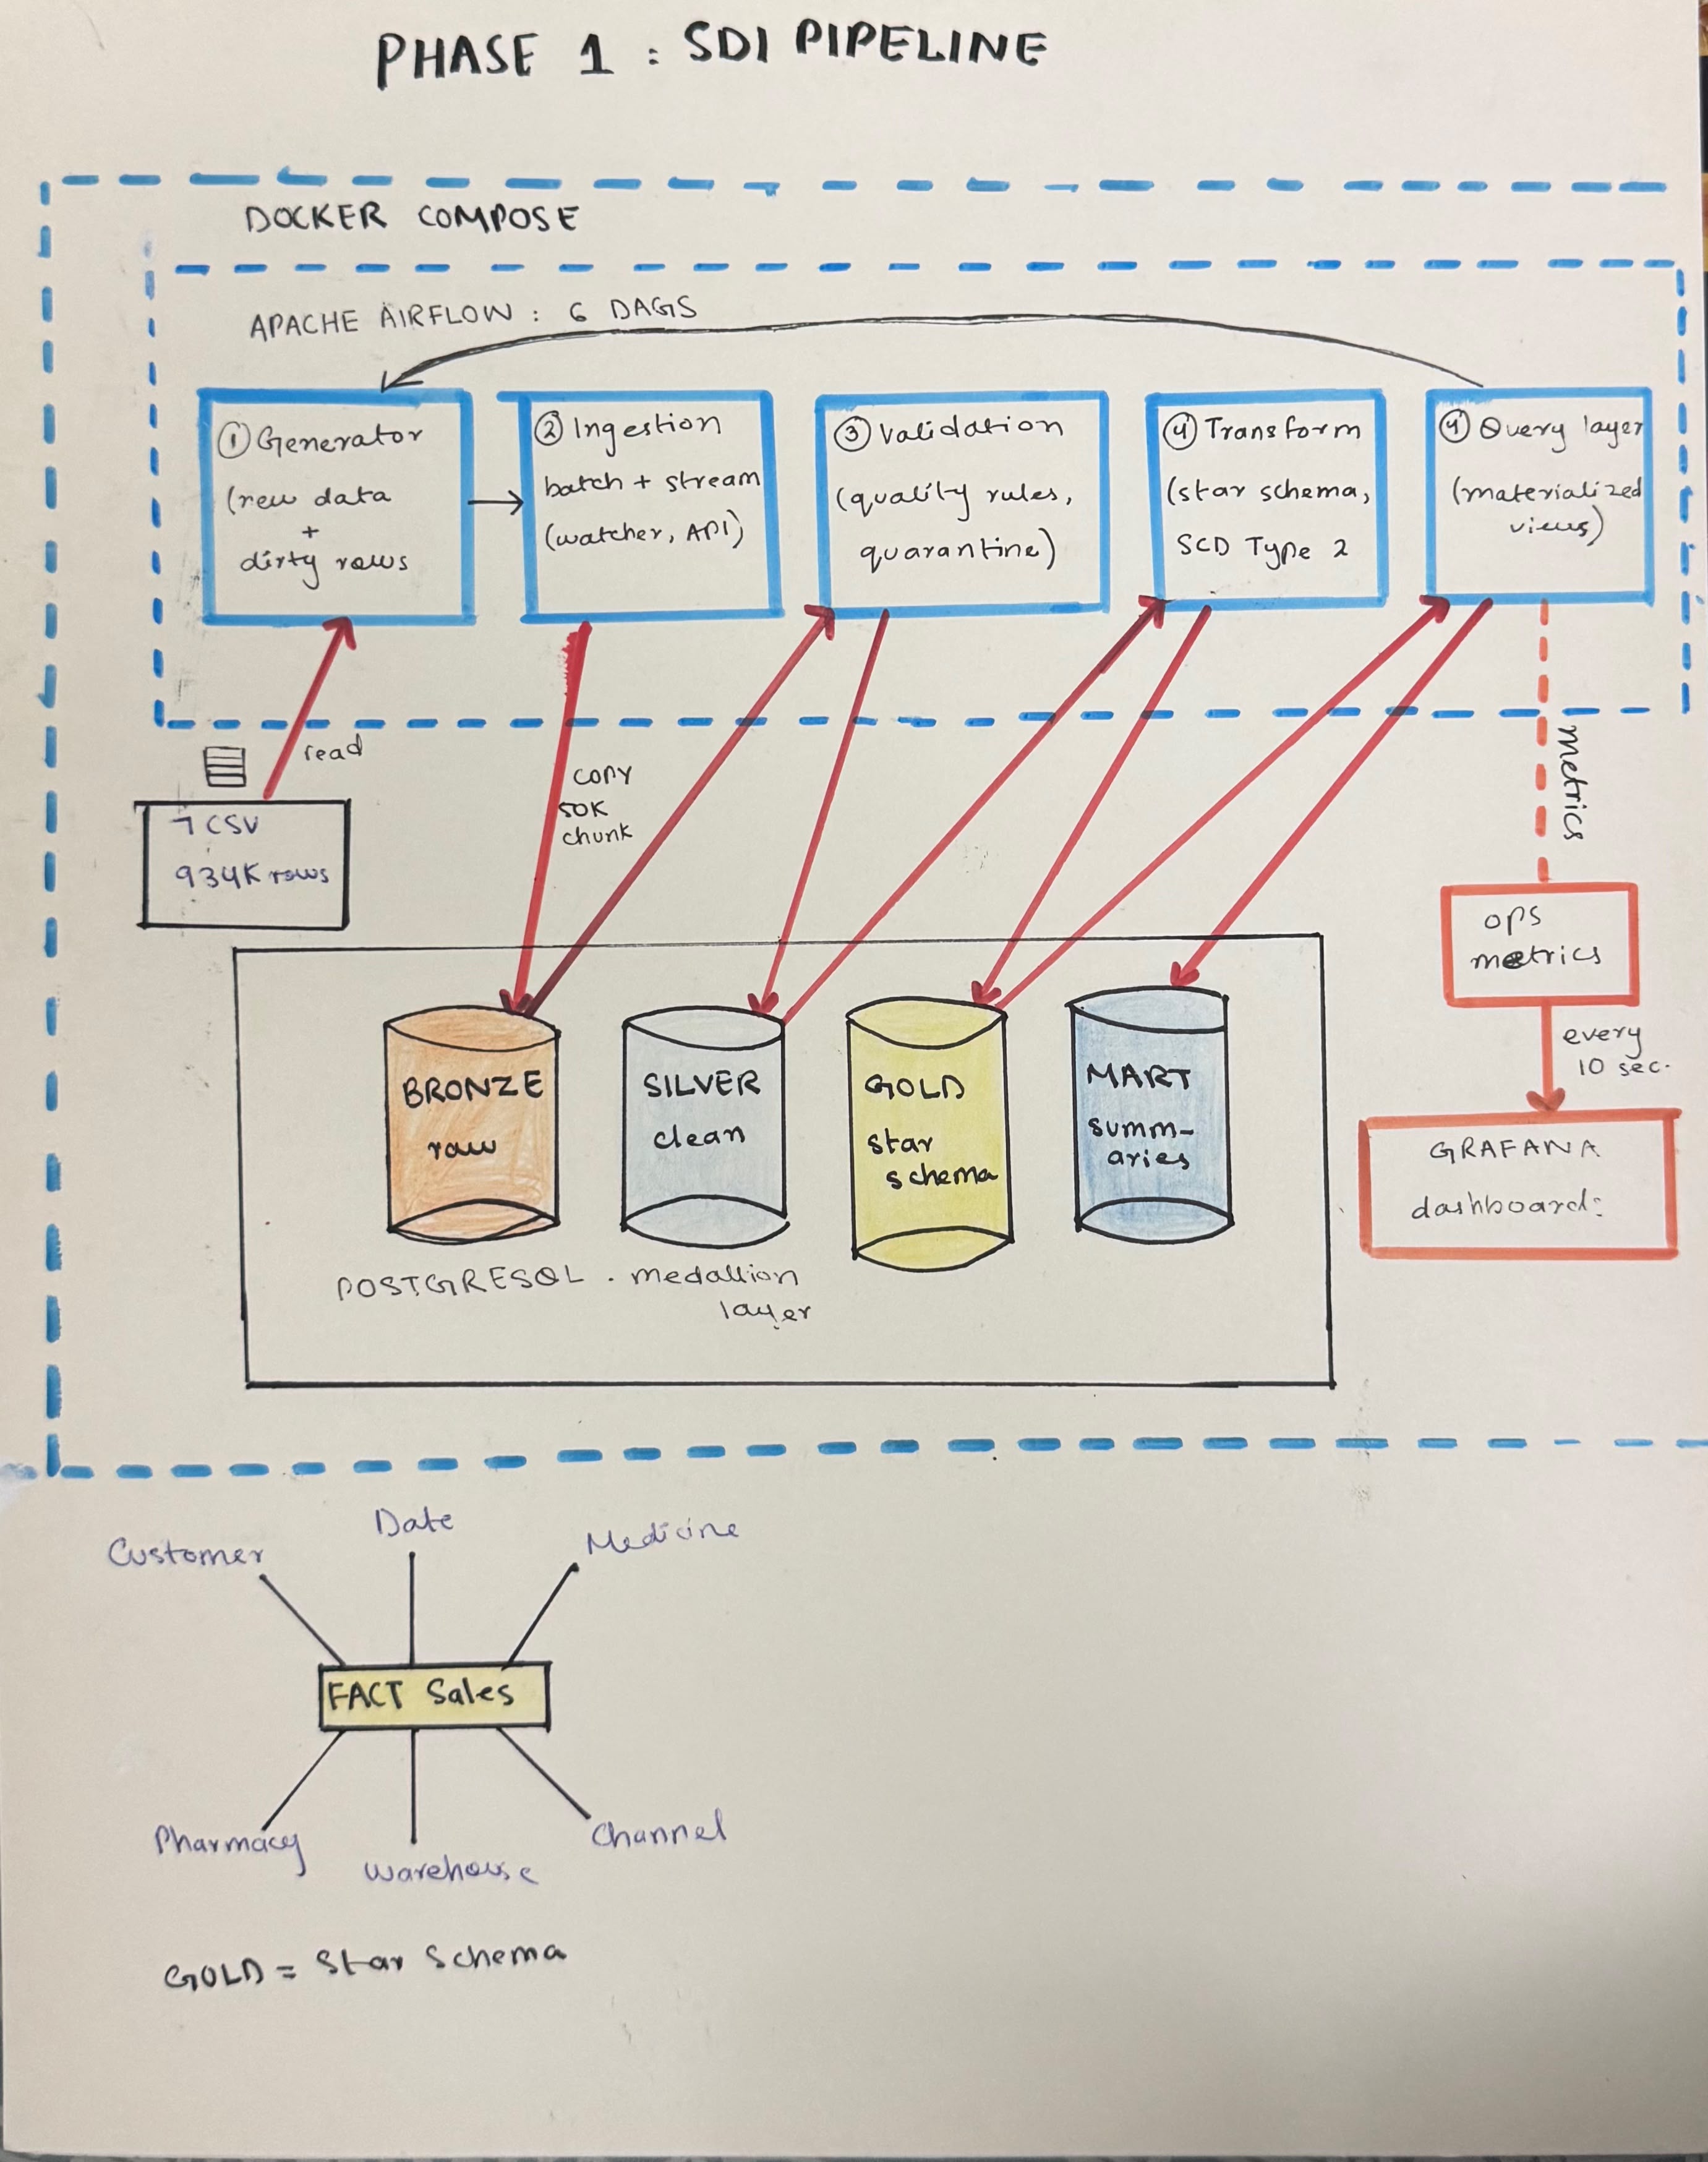 PHASE 1 : SDI PIPELINE
DOCKER COMPOSE
APACHE AIRFLOW : 6 DAGS
① Generator
(new data
+
dirty rows
② Ingestion
batch + stream
(watcher, API)
③ Validation
(quality rules,
quarantine)
④ Transform
(star schema,
SCD Type 2
④ Query layer
(materialized
views)
read
7 CSV
934K rows
COPY
50K
chunk
metrics
ops
metrics
every
10 sec.
GRAFANA
dashboard:
BRONZE
raw
SILVER
clean
GOLD
star
schema
MART
summ-
aries
POSTGRESQL . medallion
layer
Customer
Date
Medicine
FACT Sales
Pharmacy
Warehouse
Channel
GOLD = Star Schema